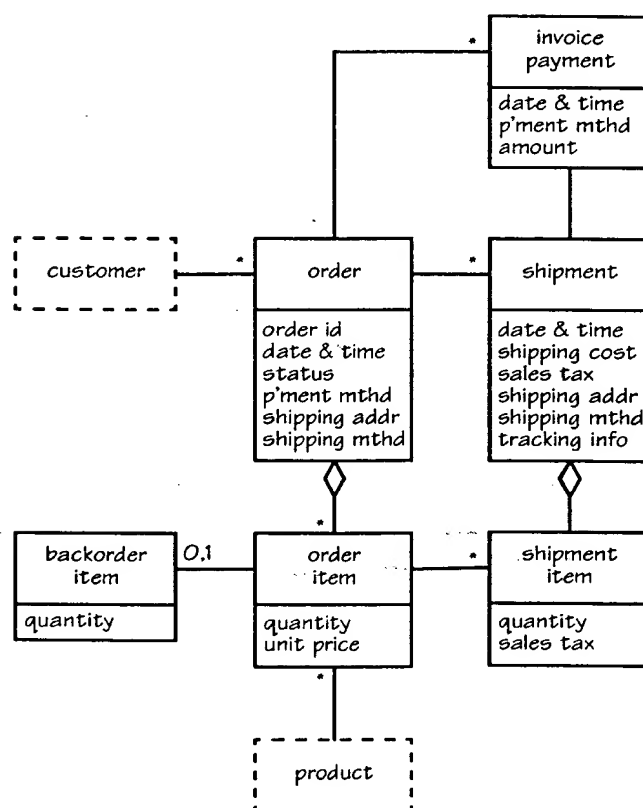 *
invoice
payment
date & time
p'ment mthd
amount
customer
*
order
*
shipment
order id
date & time
status
p'ment mthd
shipping addr
shipping mthd
date & time
shipping cost
sales tax
shipping addr
shipping mthd
tracking info
*
backorder
item
0,1
order
item
*
shipment
item
quantity
quantity
unit price
quantity
sales tax
*
product